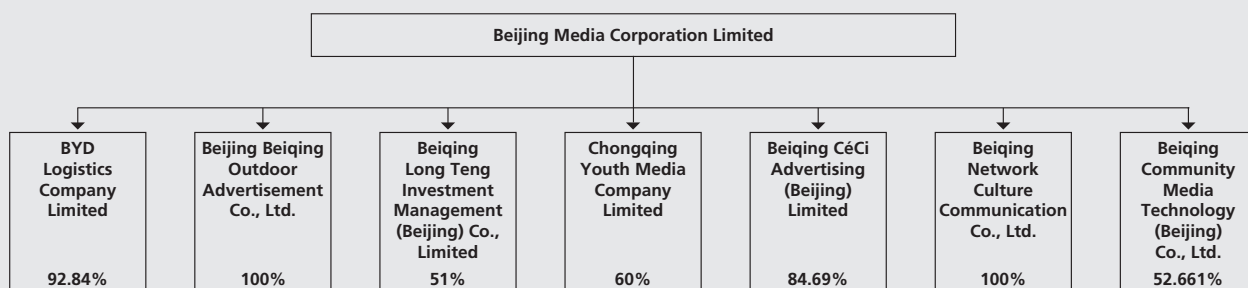 Beijing Media Corporation Limited
BYD
Logistics
Company
Limited
92.84%
Beijing Beiqing
Outdoor
Advertisement
Co., Ltd.
100%
Beiqing
Long Teng
Investment
Management
(Beijing) Co.,
Limited
51%
Chongqing
Youth Media
Company
Limited
60%
Beiqing CéCi
Advertising
(Beijing)
Limited
84.69%
Beiqing
Network
Culture
Communication
Co., Ltd.
100%
Beiqing
Community
Media
Technology
(Beijing)
Co., Ltd.
52.661%